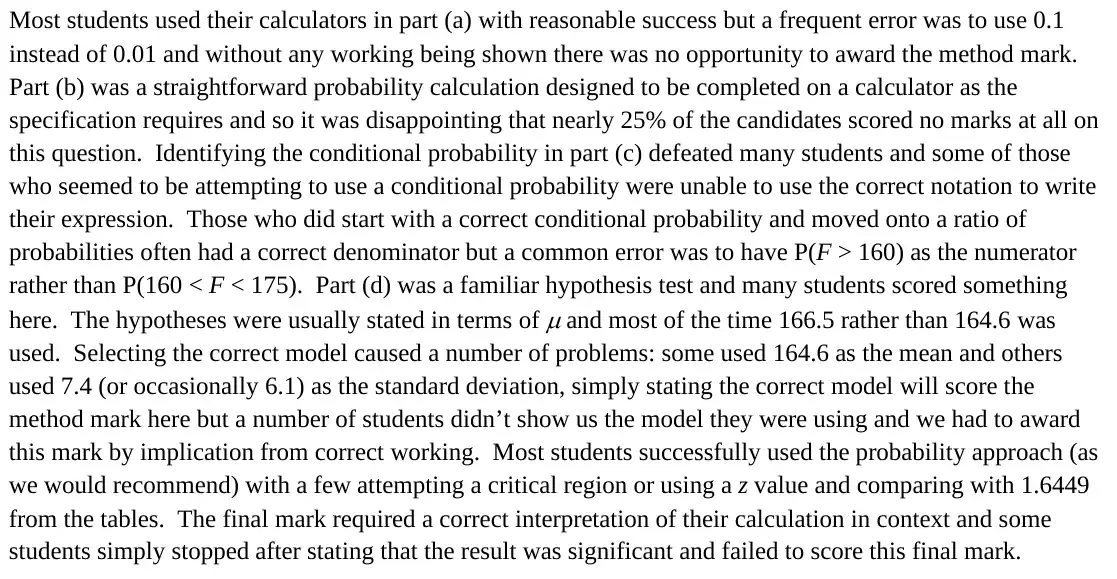 Most students used their calculators in part (a) with reasonable success but a frequent error was to use 0.1
instead of 0.01 and without any working being shown there was no opportunity to award the method mark.
Part (b) was a straightforward probability calculation designed to be completed on a calculator as the
specification requires and so it was disappointing that nearly 25% of the candidates scored no marks at all on
this question.  Identifying the conditional probability in part (c) defeated many students and some of those
who seemed to be attempting to use a conditional probability were unable to use the correct notation to write
their expression.  Those who did start with a correct conditional probability and moved onto a ratio of
probabilities often had a correct denominator but a common error was to have P(F > 160) as the numerator
rather than P(160 < F < 175).  Part (d) was a familiar hypothesis test and many students scored something
here.  The hypotheses were usually stated in terms of μ and most of the time 166.5 rather than 164.6 was
used.  Selecting the correct model caused a number of problems: some used 164.6 as the mean and others
used 7.4 (or occasionally 6.1) as the standard deviation, simply stating the correct model will score the
method mark here but a number of students didn’t show us the model they were using and we had to award
this mark by implication from correct working.  Most students successfully used the probability approach (as
we would recommend) with a few attempting a critical region or using a z value and comparing with 1.6449
from the tables.  The final mark required a correct interpretation of their calculation in context and some
students simply stopped after stating that the result was significant and failed to score this final mark.